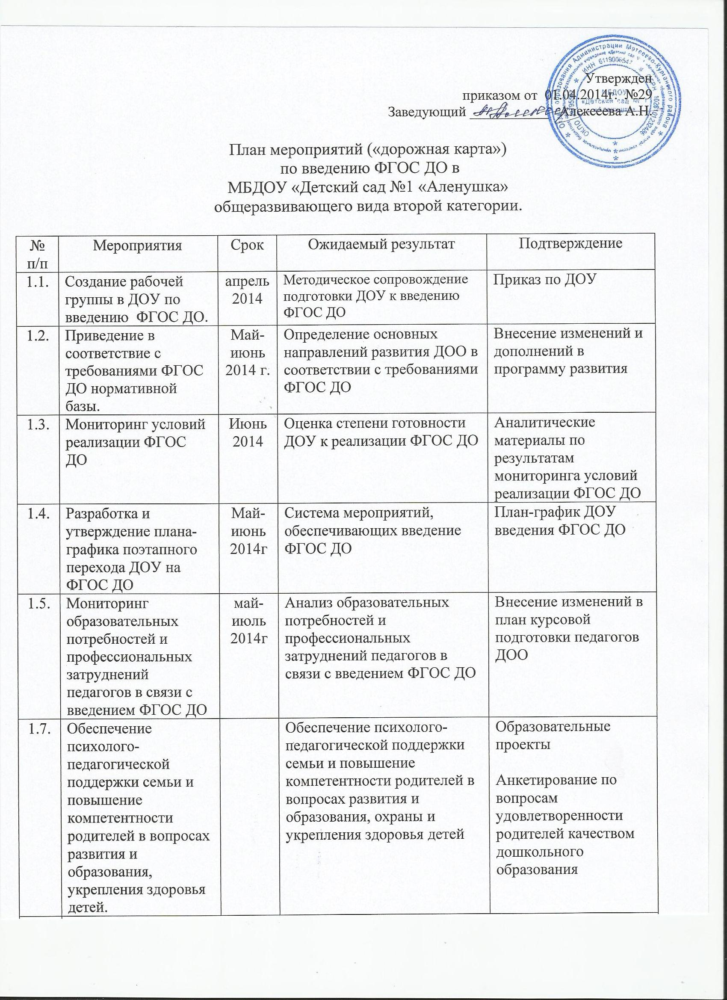 Утвержден
приказом от 01.04.2014г. №29
Заведующий Алексеева А.Н.
Отдел образования Администрации Матвеево-Курганского района
ИНН
МБДОУ
«Детский сад № 1
«Аленушка»
ОКПО
План мероприятий («дорожная карта»)
по введению ФГОС ДО в
МБДОУ «Детский сад №1 «Аленушка»
общеразвивающего вида второй категории.
№
п/п
Мероприятия
Срок
Ожидаемый результат
Подтверждение
1.1.
Создание рабочей
группы в ДОУ по
введению ФГОС ДО.
апрель
2014
Методическое сопровождение
подготовки ДОУ к введению
ФГОС ДО
Приказ по ДОУ
1.2.
Приведение в
соответствие с
требованиями ФГОС
ДО нормативной
базы.
Май-
июнь
2014 г.
Определение основных
направлений развития ДОО в
соответствии с требованиями
ФГОС ДО
Внесение изменений и
дополнений в
программу развития
1.3.
Мониторинг условий
реализации ФГОС
ДО
Июнь
2014
Оценка степени готовности
ДОУ к реализации ФГОС ДО
Аналитические
материалы по
результатам
мониторинга условий
реализации ФГОС ДО
1.4.
Разработка и
утверждение плана-
графика поэтапного
перехода ДОУ на
ФГОС ДО
Май-
июнь
2014г
Система мероприятий,
обеспечивающих введение
ФГОС ДО
План-график ДОУ
введения ФГОС ДО
1.5.
Мониторинг
образовательных
потребностей и
профессиональных
затруднений
педагогов в связи с
введением ФГОС ДО
май-
июль
2014г
Анализ образовательных
потребностей и
профессиональных
затруднений педагогов в
связи с введением ФГОС ДО
Внесение изменений в
план курсовой
подготовки педагогов
ДОО
1.7.
Обеспечение
психолого-
педагогической
поддержки семьи и
повышение
компетентности
родителей в вопросах
развития и
образования,
укрепления здоровья
детей.
Обеспечение психолого-
педагогической поддержки
семьи и повышение
компетентности родителей в
вопросах развития и
образования, охраны и
укрепления здоровья детей
Образовательные
проекты
Анкетирование по
вопросам
удовлетворенности
родителей качеством
дошкольного
образования